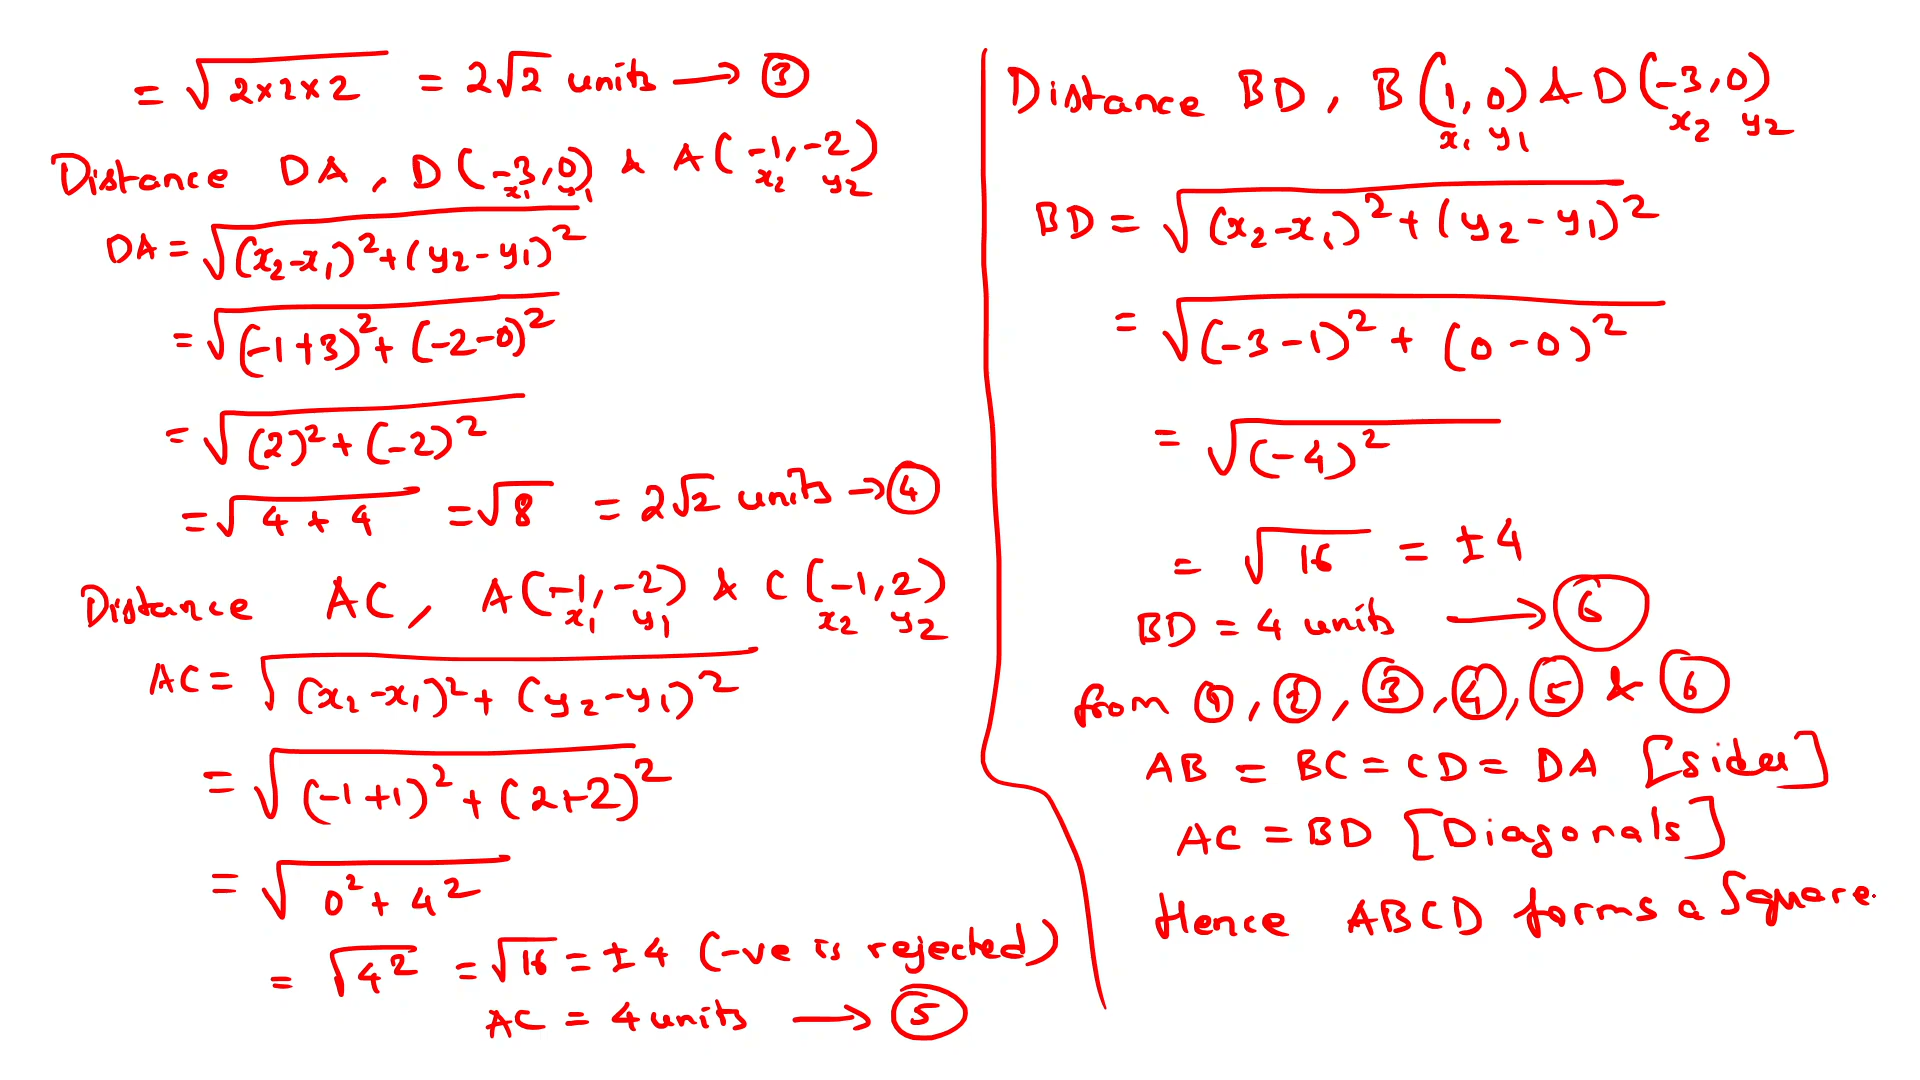 = √(2×2×2) = 2√2 units → ③
Distance DA, D(-3,0) & A(-1,-2)
x₁ y₁ x₂ y₂
DA = √((x₂-x₁)²+(y₂-y₁)²)
= √((-1+3)²+(-2-0)²)
= √((2)²+(-2)²)
= √(4+4) = √8 = 2√2 units → ④
Distance AC, A(-1,-2) & C(-1,2)
x₁ y₁ x₂ y₂
AC = √((x₂-x₁)²+(y₂-y₁)²)
= √((-1+1)²+(2+2)²)
= √(0²+4²)
= √4² = √16 = ±4 (-ve is rejected)
AC = 4 units → ⑤
Distance BD, B(1,0) & D(-3,0)
x₁ y₁ x₂ y₂
BD = √((x₂-x₁)²+(y₂-y₁)²)
= √((-3-1)²+(0-0)²)
= √(-4)²
= √16 = ±4
BD = 4 units → ⑥
from ①, ②, ③, ④, ⑤ & ⑥
AB = BC = CD = DA [sides]
AC = BD [Diagonals]
Hence ABCD forms a Square.